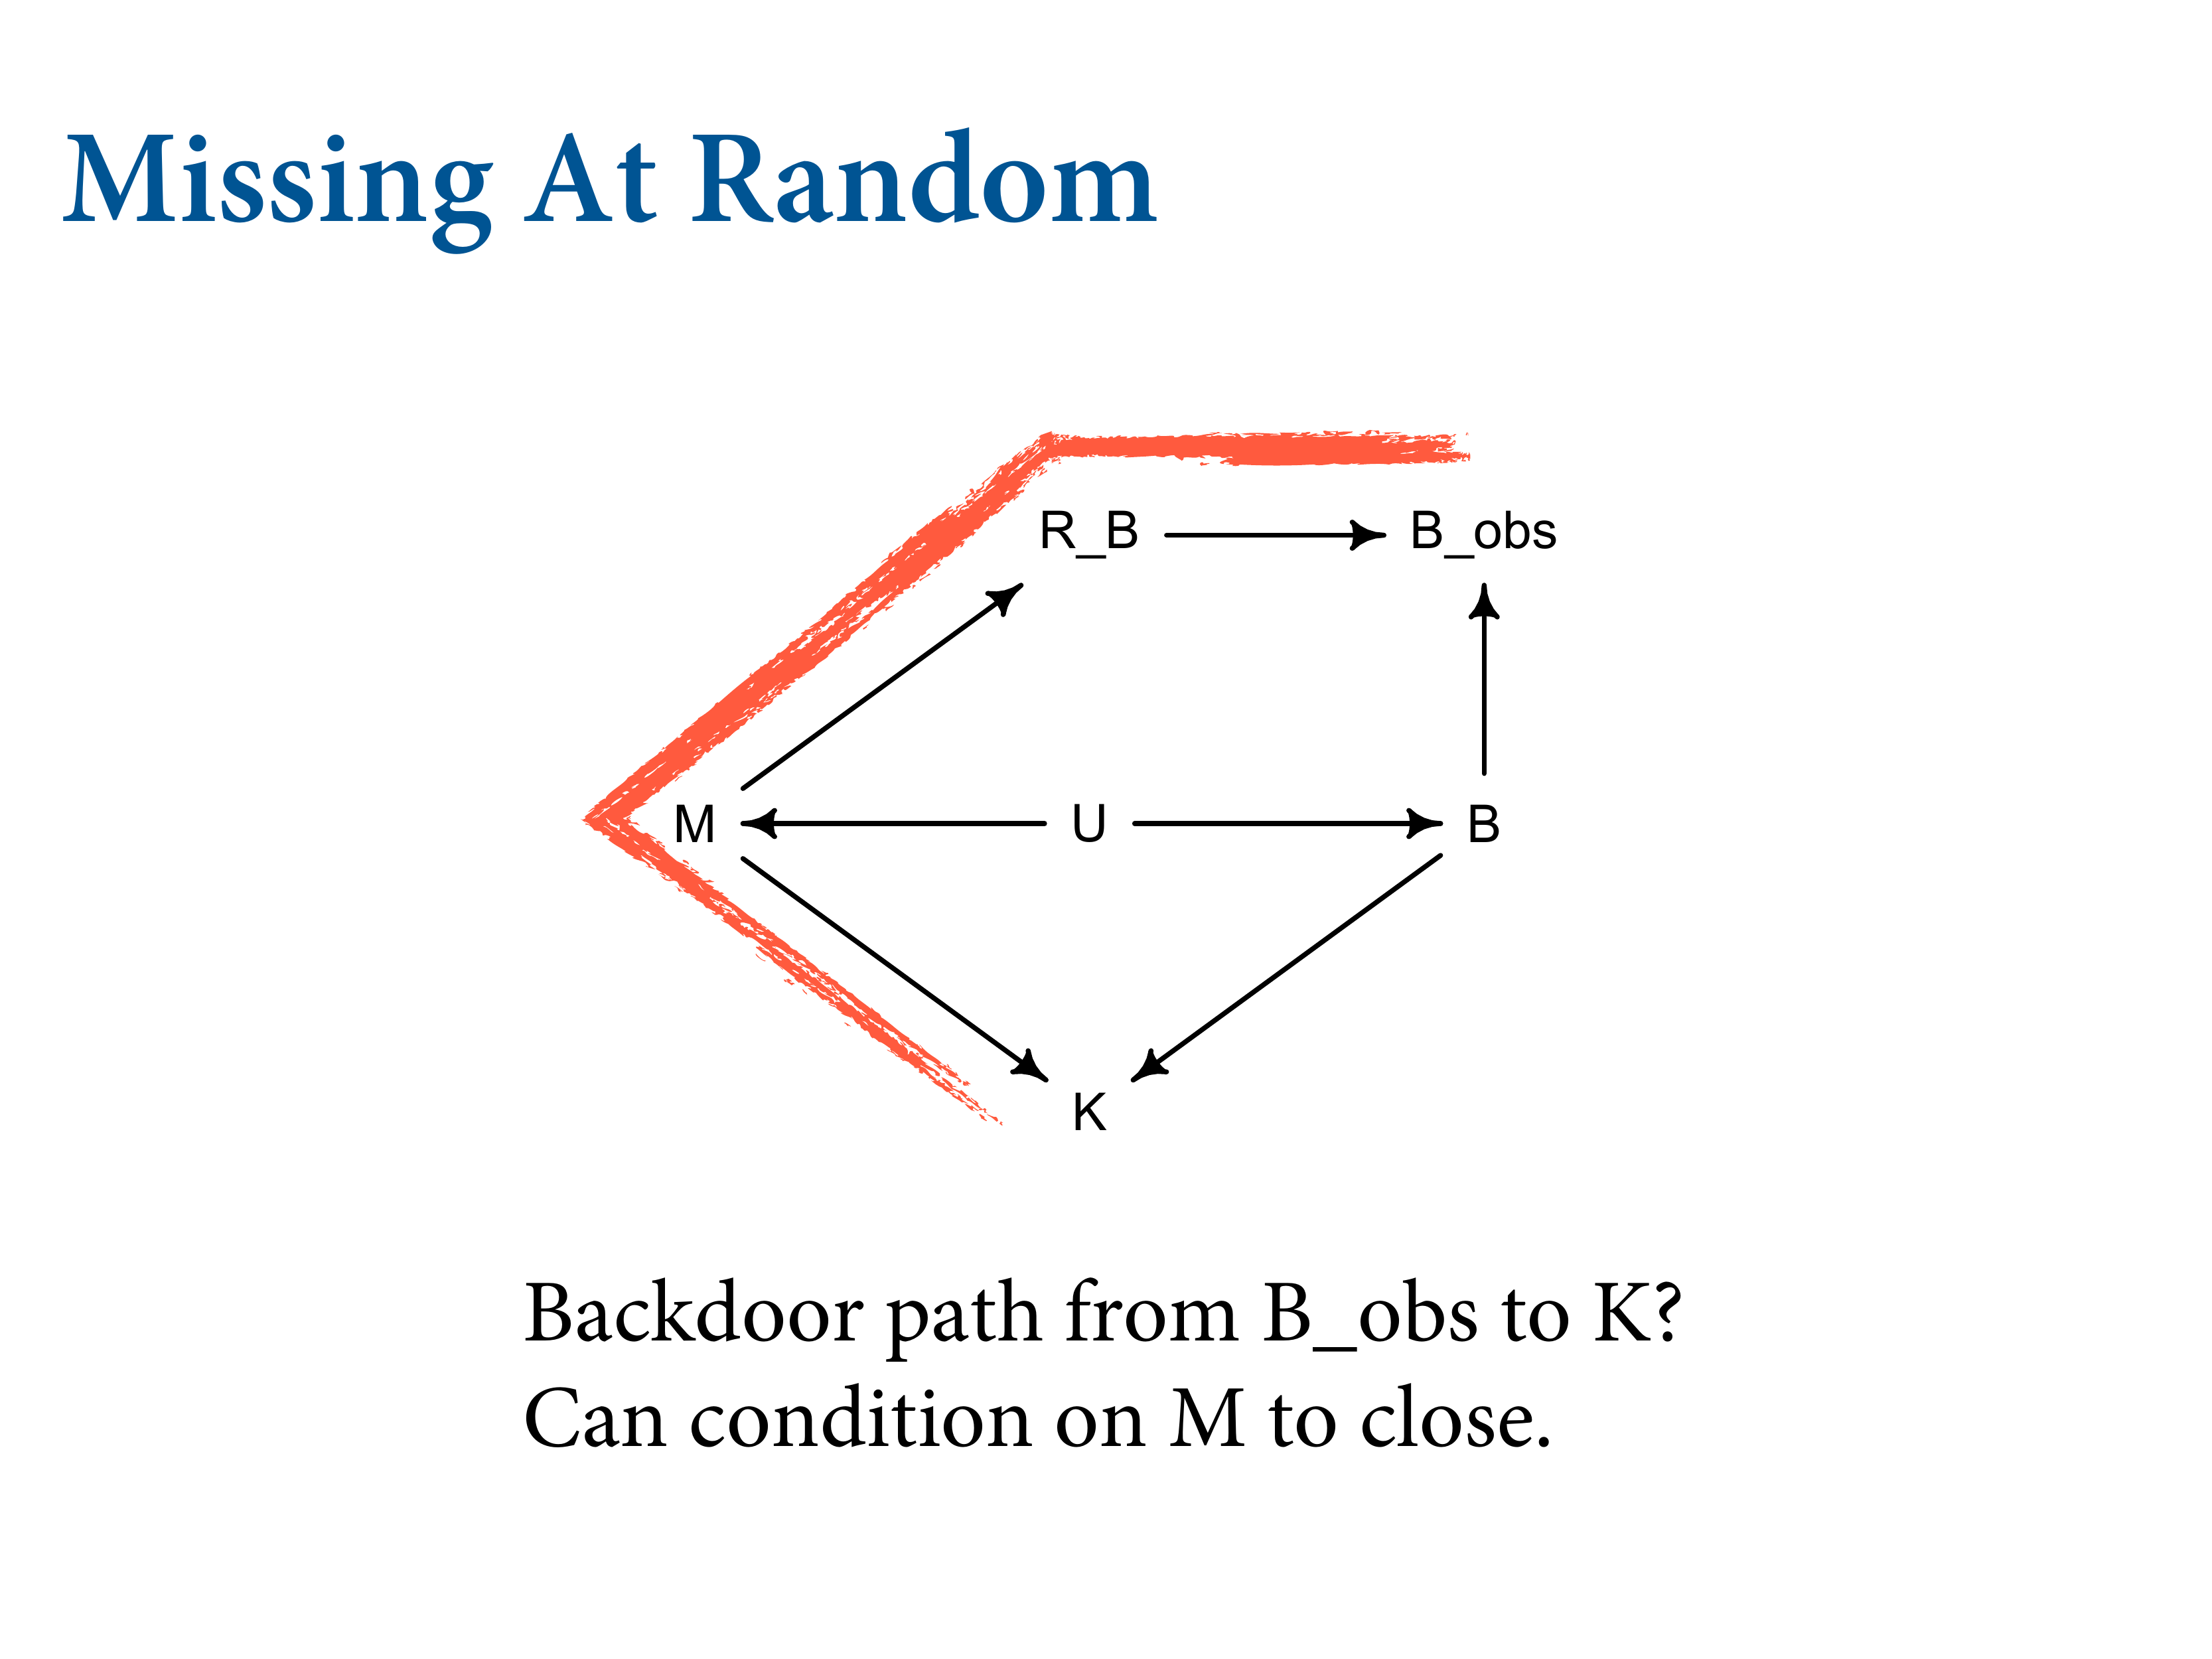 Missing At Random
R_B
B_obs
M
U
B
K
Backdoor path from B_obs to K?
Can condition on M to close.